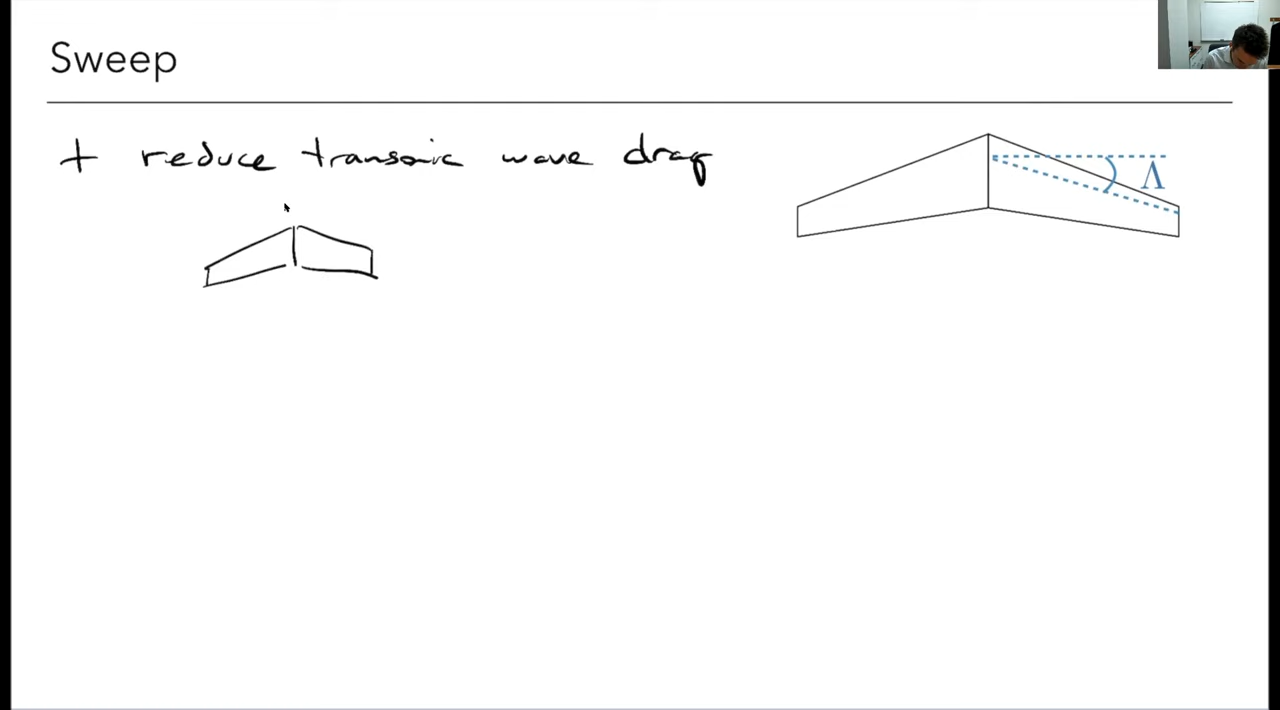 Sweep
+ reduce transonic wave drag
Λ